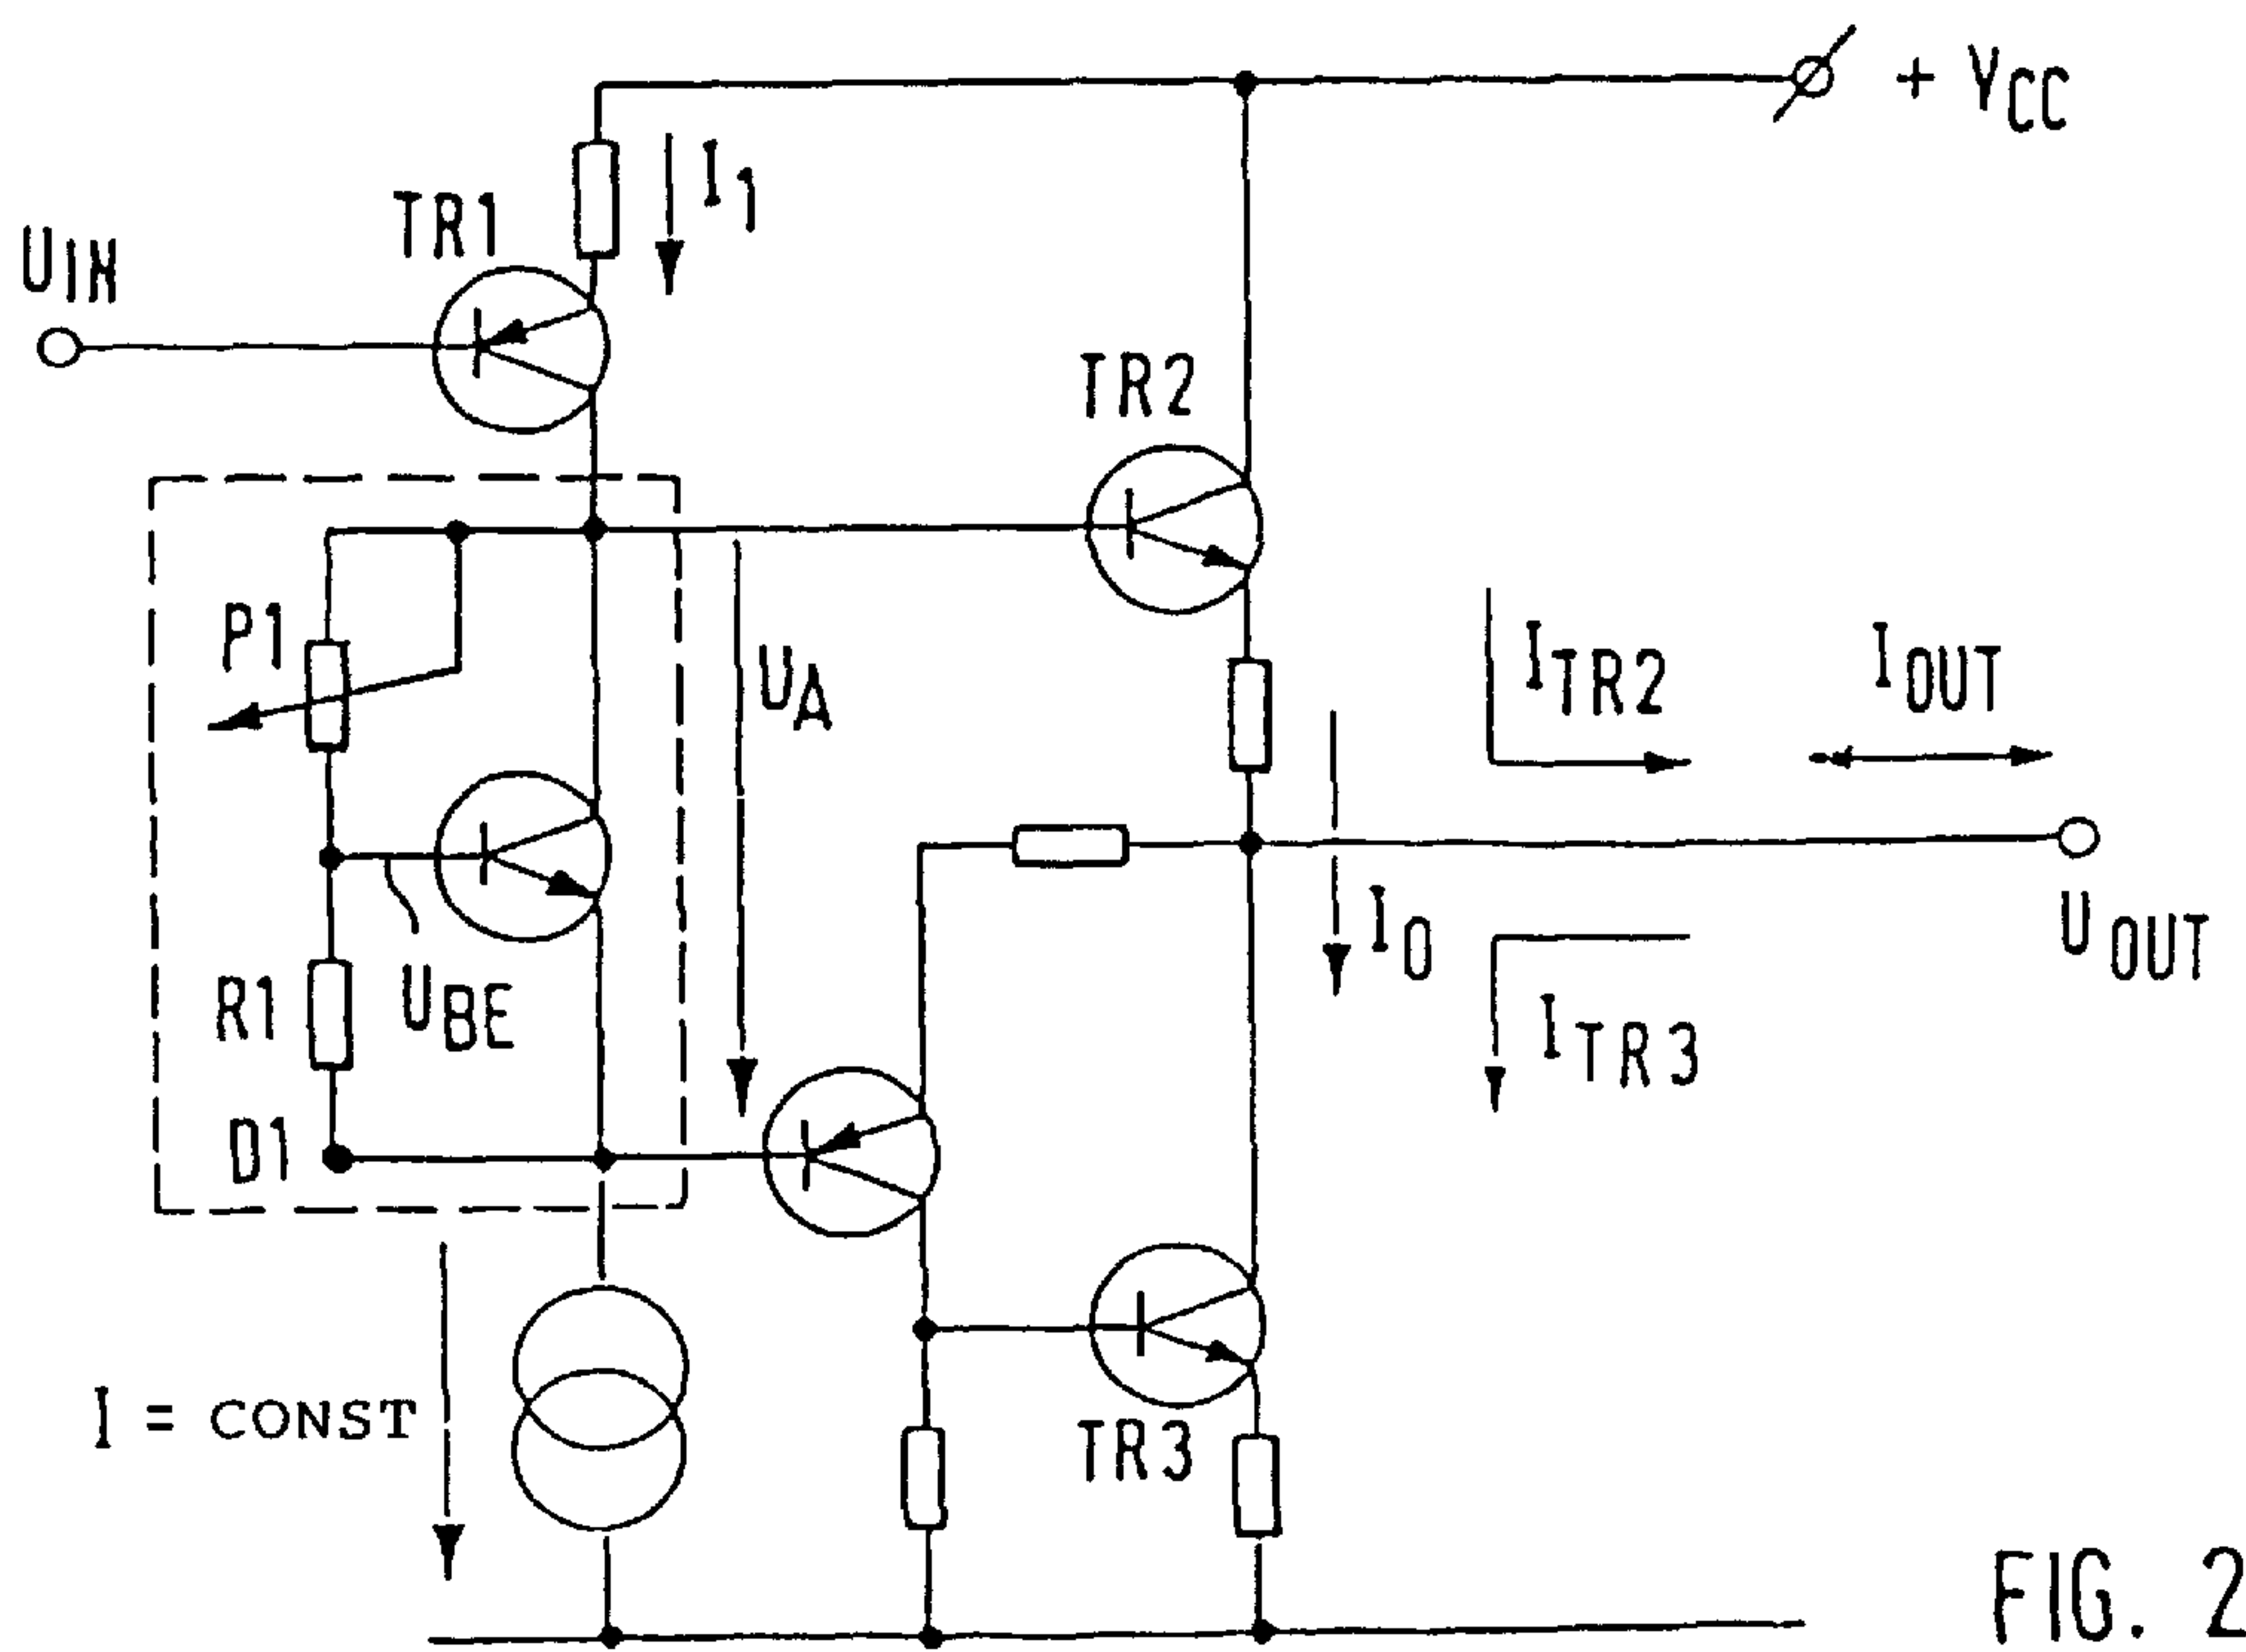 + VCC
I1
TR1
UIN
TR2
P1
UA
ITR2
IOUT
I0
UOUT
R1
UBE
ITR3
D1
I = CONST
TR3
FIG. 2